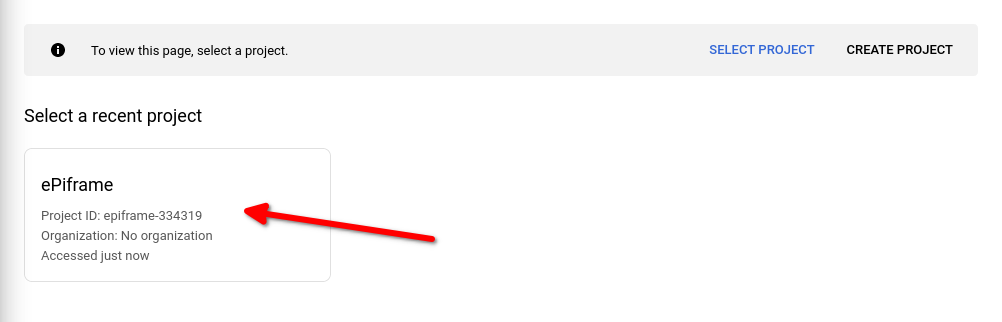 To view this page, select a project.
SELECT PROJECT
CREATE PROJECT
Select a recent project
ePiframe
Project ID: epiframe-334319
Organization: No organization
Accessed just now